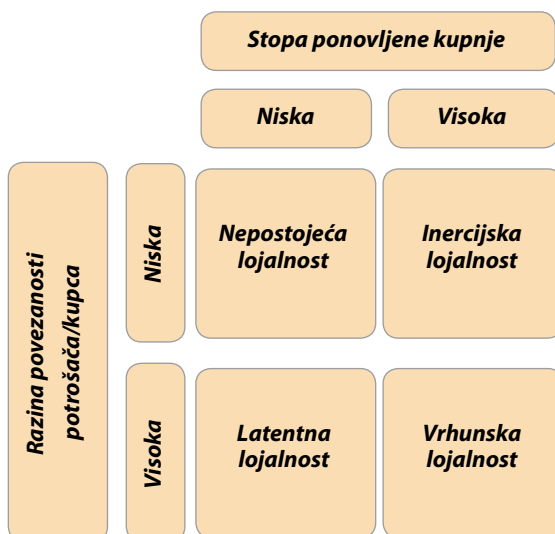 Stopa ponovljene kupnje
Niska
Visoka
Razina povezanosti
potrošača/kupca
Niska
Nepostojeća
lojalnost
Inercijska
lojalnost
Visoka
Latentna
lojalnost
Vrhunska
lojalnost